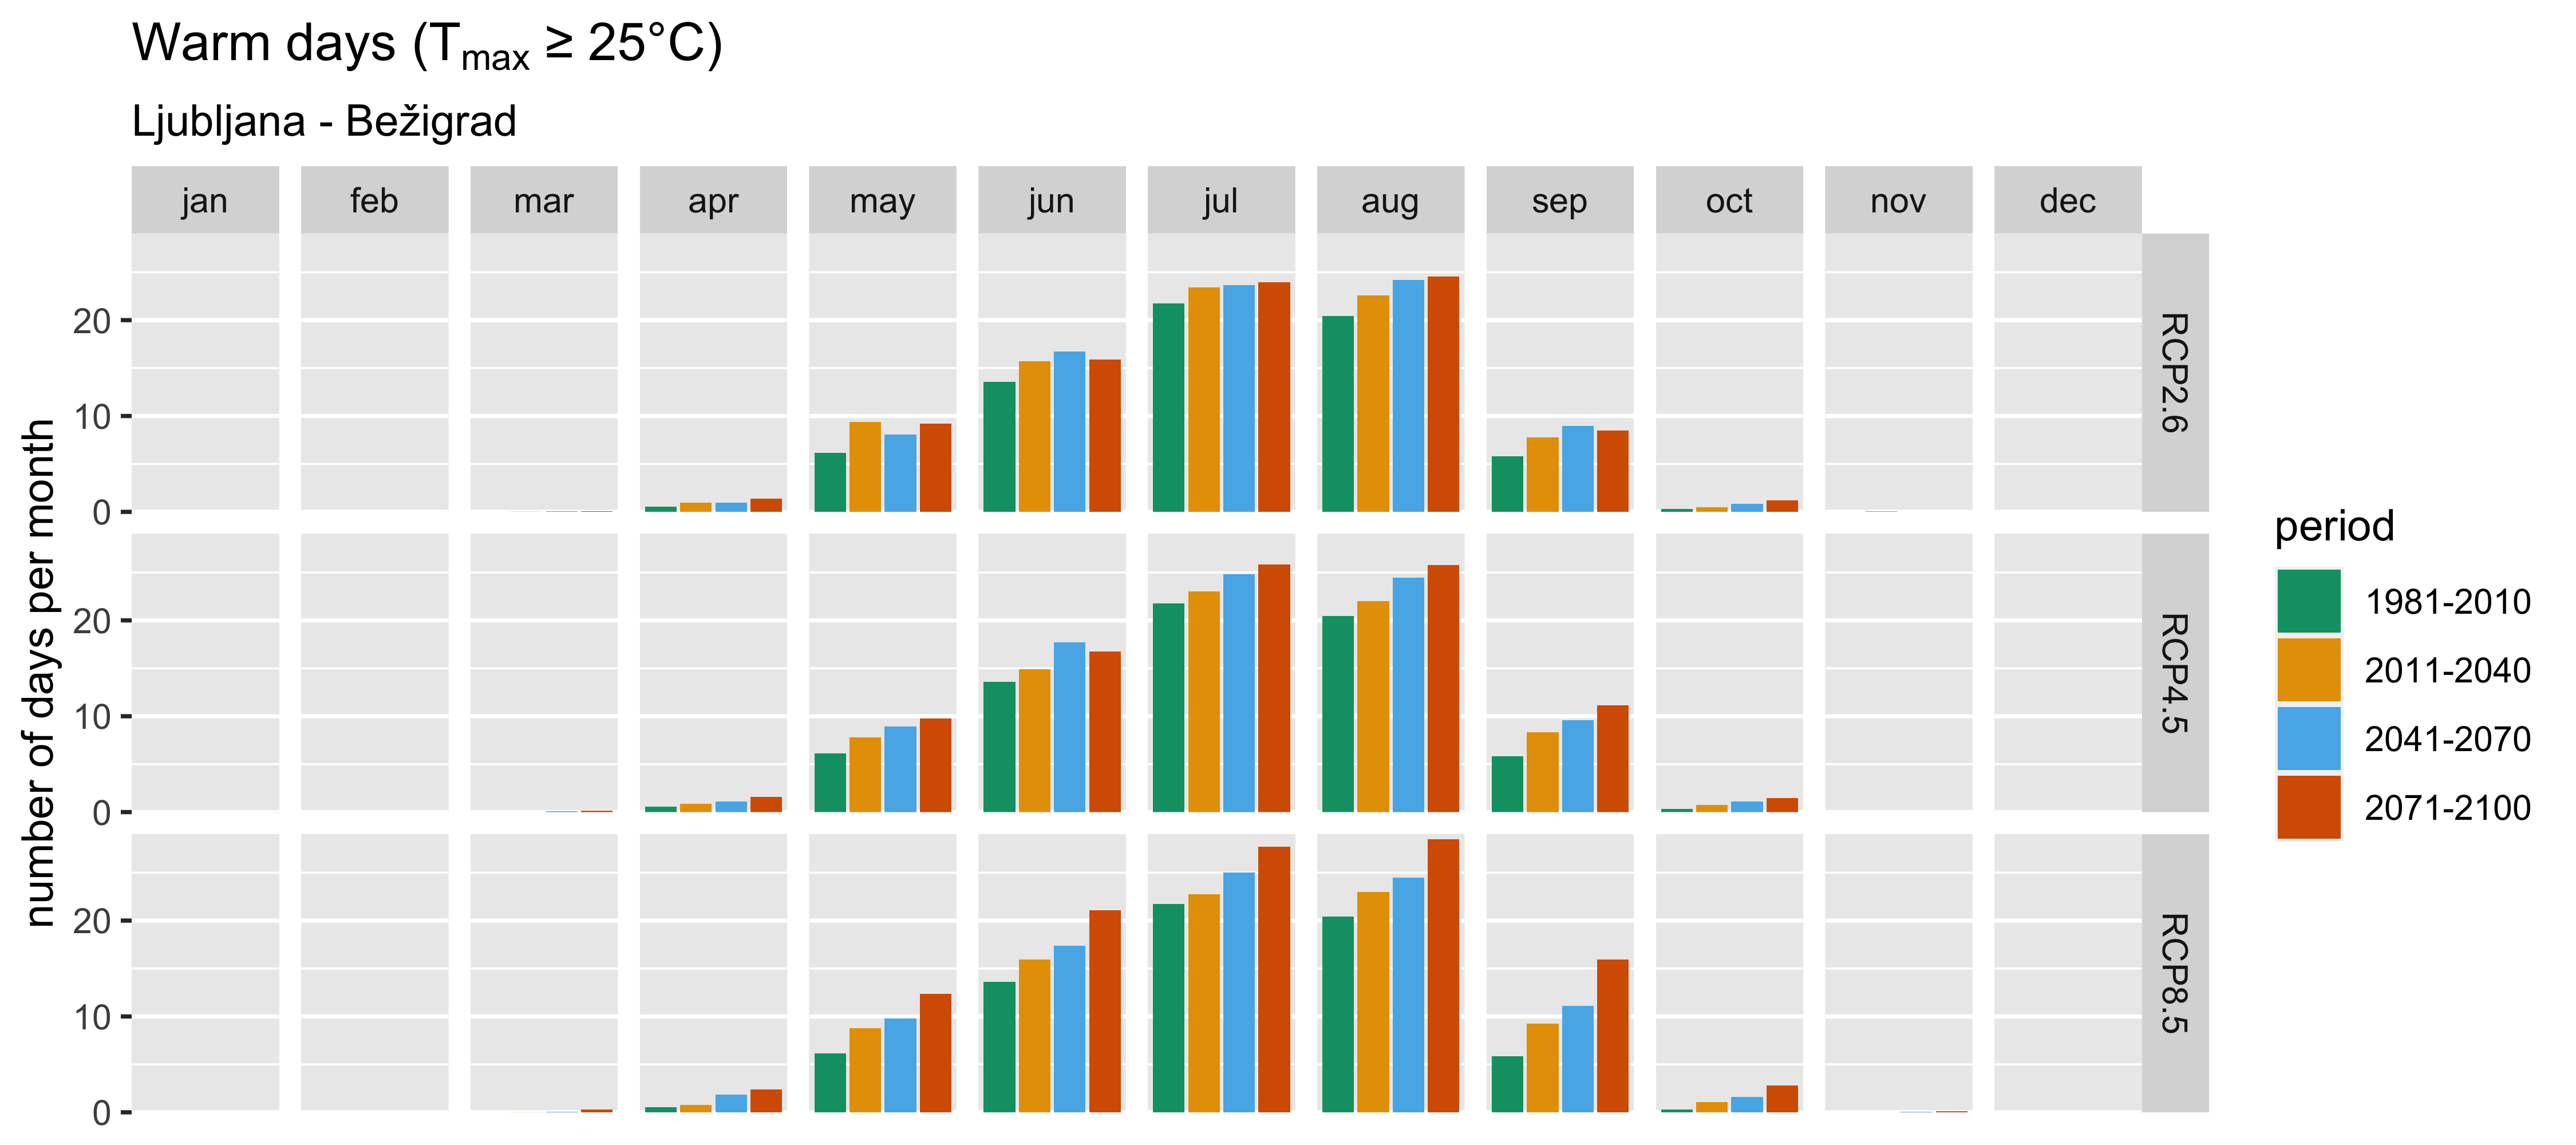 Warm days (Tmax ≥ 25°C)
Ljubljana - Bežigrad
jan feb mar apr may jun jul aug sep oct nov dec
number of days per month
20
10
0
RCP2.6
20
10
0
RCP4.5
20
10
0
RCP8.5
period
1981-2010
2011-2040
2041-2070
2071-2100